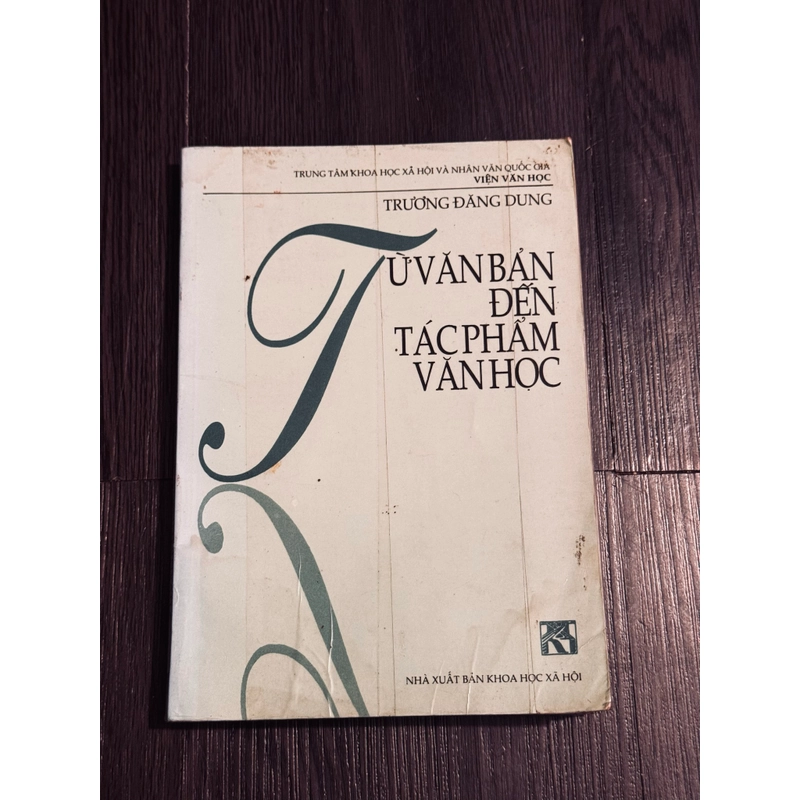 TRUNG TÂM KHOA HỌC XÃ HỘI VÀ NHÂN VĂN QUỐC GIA
VIỆN VĂN HỌC
TRƯƠNG ĐĂNG DUNG
TỪ VĂN BẢN
ĐẾN
TÁC PHẨM
VĂN HỌC
NHÀ XUẤT BẢN KHOA HỌC XÃ HỘI